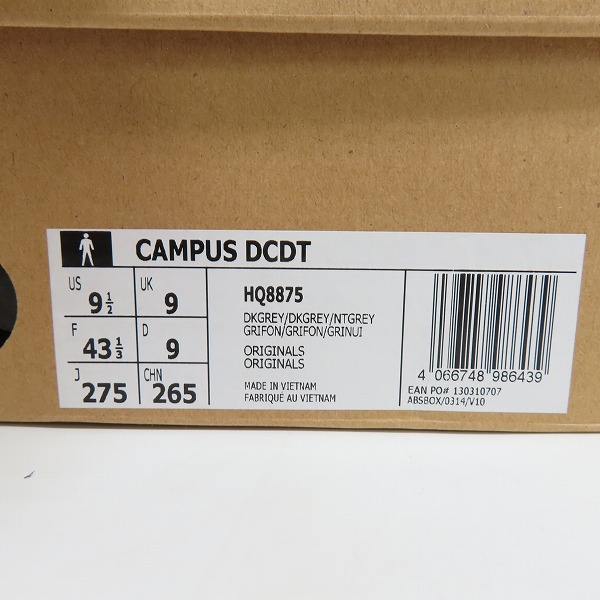 CAMPUS DCDT
US 9 1/2 UK 9
F 43 1/3 D 9
J 275 CHN 265
HQ8875
DKGREY/DKGREY/NTGREY
GRIFON/GRIFON/GRINUI
ORIGINALS
ORIGINALS
MADE IN VIETNAM
FABRIQUÉ AU VIETNAM
4 066748 986439
EAN PO# 130310707
ABSBOX/0314/V10